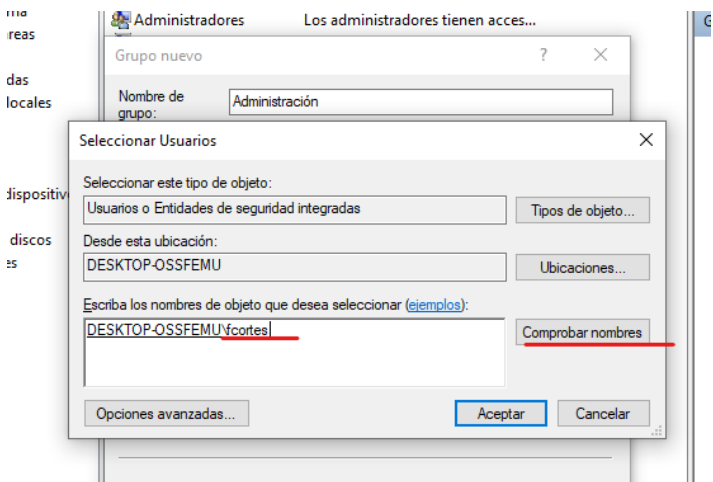 Administradores Los administradores tienen acces...
reas
Grupo nuevo ? ×
das
locales
Nombre de grupo: Administración
Seleccionar Usuarios
Seleccionar este tipo de objeto:
dispositiv
Usuarios o Entidades de seguridad integradas Tipos de objeto...
discos
Desde esta ubicación:
es
DESKTOP-OSSFEMU Ubicaciones...
Escriba los nombres de objeto que desea seleccionar (ejemplos):
DESKTOP-OSSFEMU\fcortes Comprobar nombres
Opciones avanzadas... Aceptar Cancelar